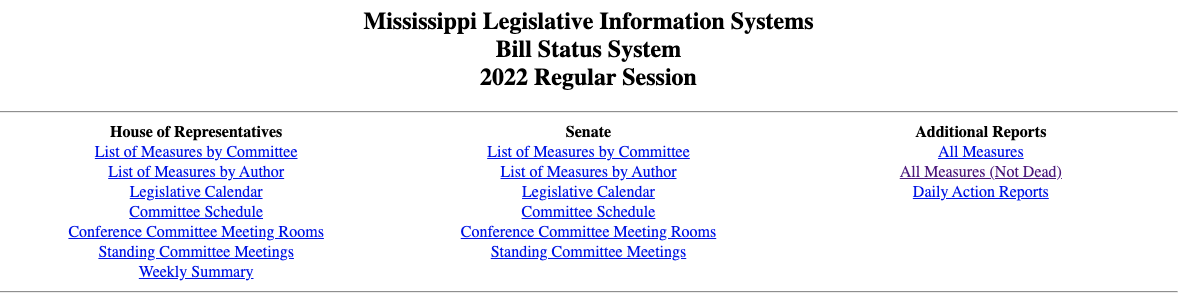 Mississippi Legislative Information Systems
Bill Status System
2022 Regular Session
House of Representatives
List of Measures by Committee
List of Measures by Author
Legislative Calendar
Committee Schedule
Conference Committee Meeting Rooms
Standing Committee Meetings
Weekly Summary
Senate
List of Measures by Committee
List of Measures by Author
Legislative Calendar
Committee Schedule
Conference Committee Meeting Rooms
Standing Committee Meetings
Additional Reports
All Measures
All Measures (Not Dead)
Daily Action Reports